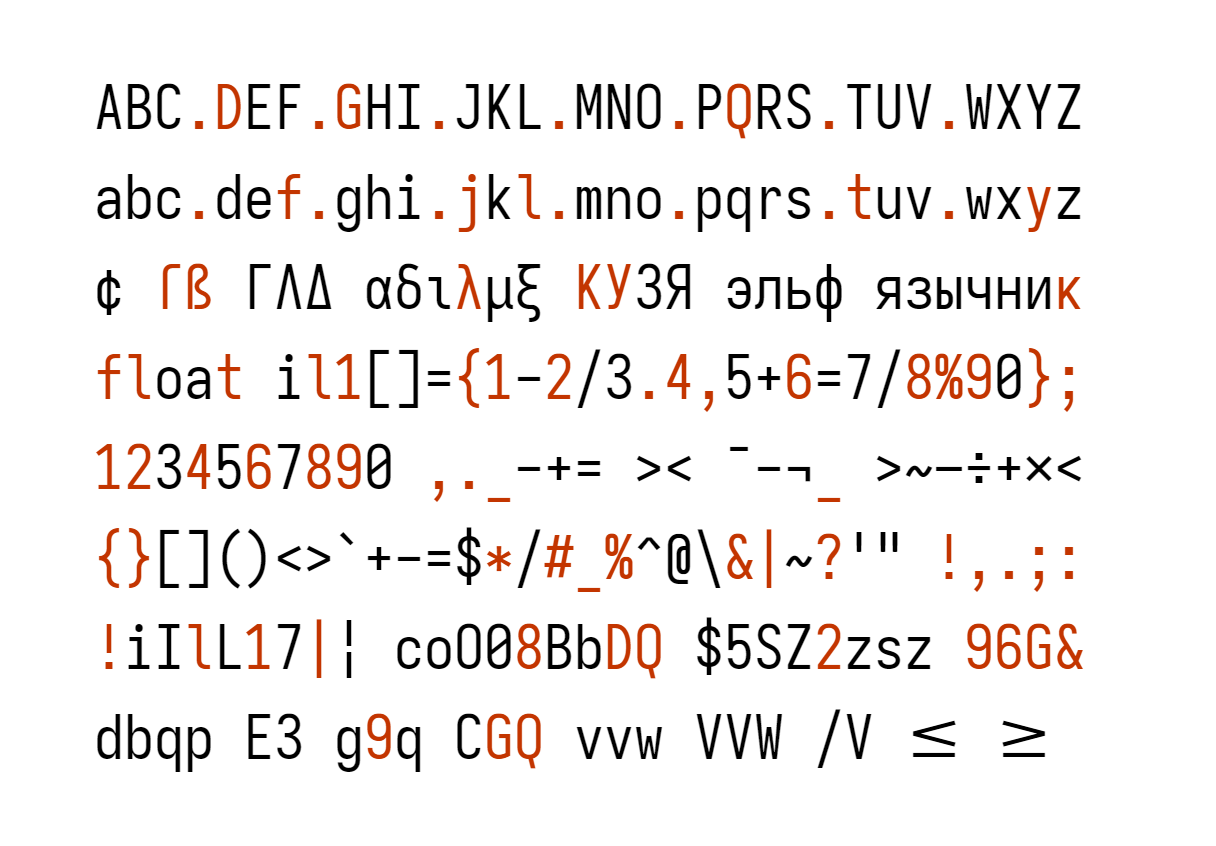 ABC.DEF.GHI.JKL.MNO.PQRS.TUV.WXYZ
abc.def.ghi.jkl.mno.pqrs.tuv.wxyz
¢ ẞß ΓΛΔ αδιλμξ КУЗЯ эльф язычник
float il1[]={1-2/3.4,5+6=7/8%90};
1234567890 ,._-+= >< ¯-¬_ >~–÷+×<
{}[]()<>`+-=$*/#_%^@\&|~?'" !,.;:
!iIlL17|¦ coO08BbDQ $5SZ2zsz 96G&
dbqp E3 g9q CGQ vvw VVW /V ≤ ≥